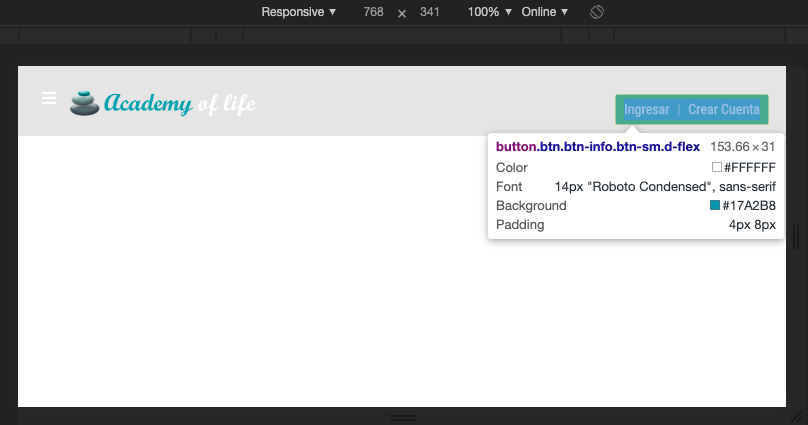 Responsive ▼ 768 × 341 100% ▼ Online ▼
Academy of life
Ingresar | Crear Cuenta
button.btn.btn-info.btn-sm.d-flex 153.66 × 31
Color #FFFFFF
Font 14px "Roboto Condensed", sans-serif
Background #17A2B8
Padding 4px 8px